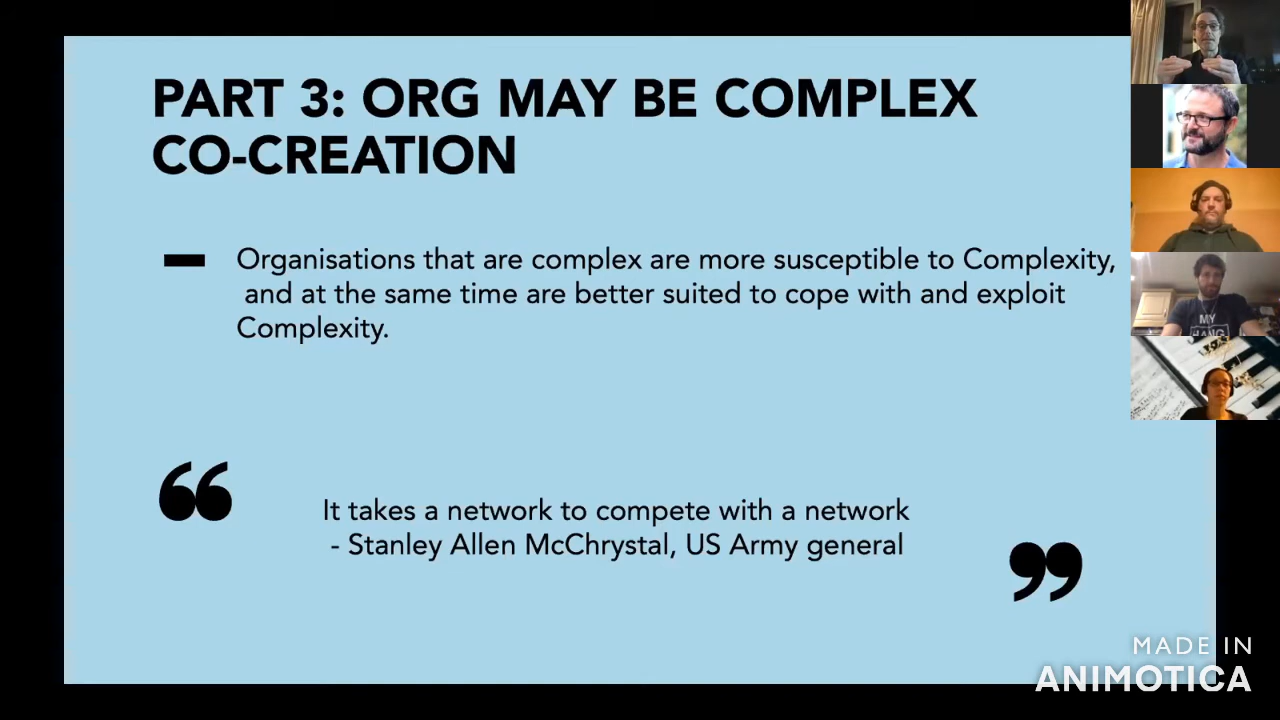 PART 3: ORG MAY BE COMPLEX
CO-CREATION
Organisations that are complex are more susceptible to Complexity,
and at the same time are better suited to cope with and exploit
Complexity.
“
It takes a network to compete with a network
- Stanley Allen McChrystal, US Army general
”
MY
MADE IN
ANIMOTICA